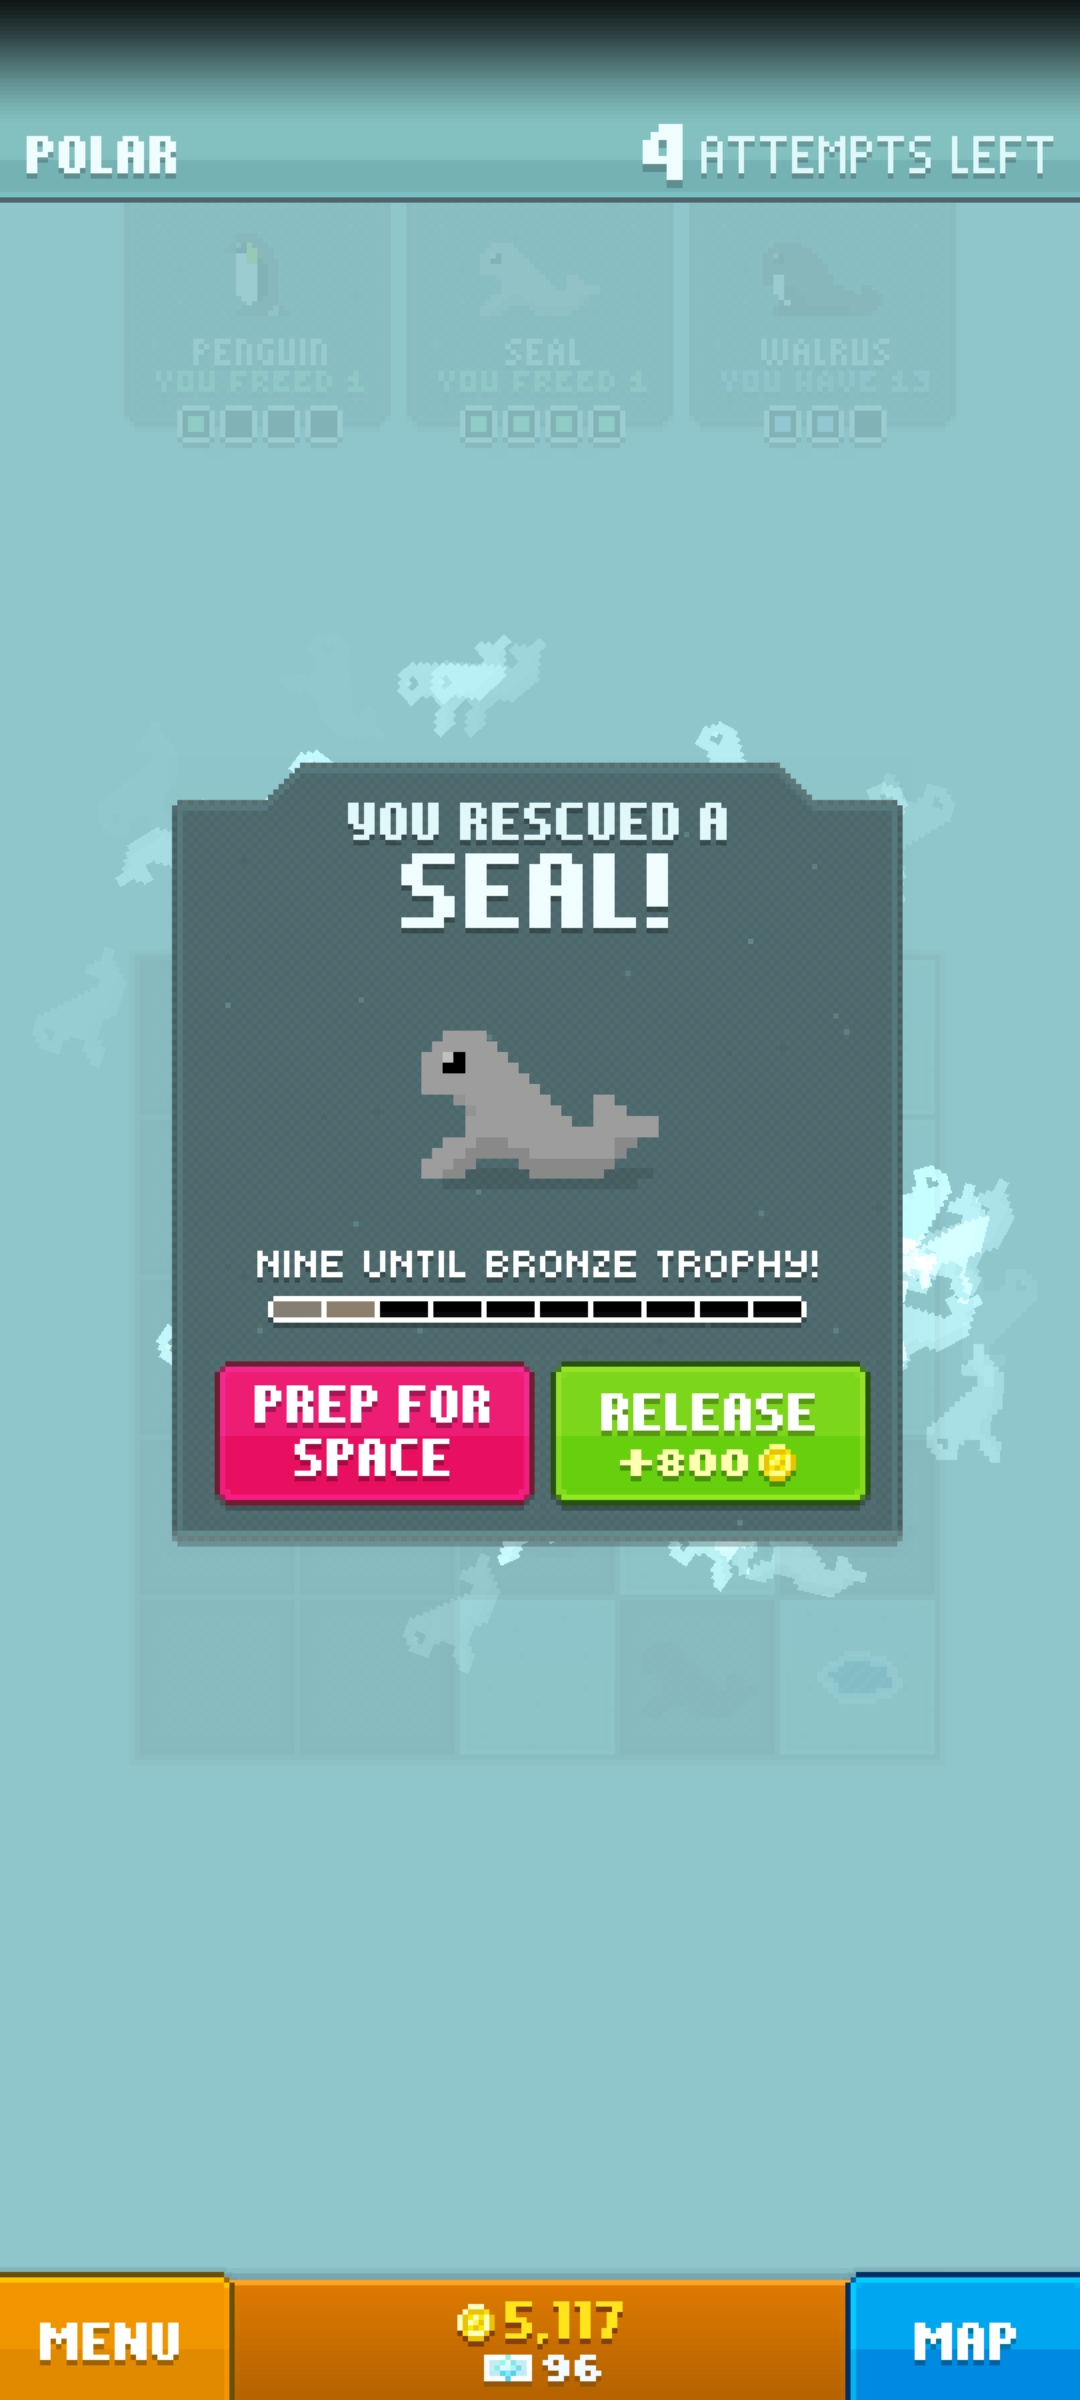 POLAR
4 ATTEMPTS LEFT
PENGUIN
YOU FREED 1
SEAL
YOU FREED 1
WALRUS
YOU HAVE 13
YOU RESCUED A
SEAL!
NINE UNTIL BRONZE TROPHY!
PREP FOR
SPACE
RELEASE
+800
MENU
5,117
96
MAP